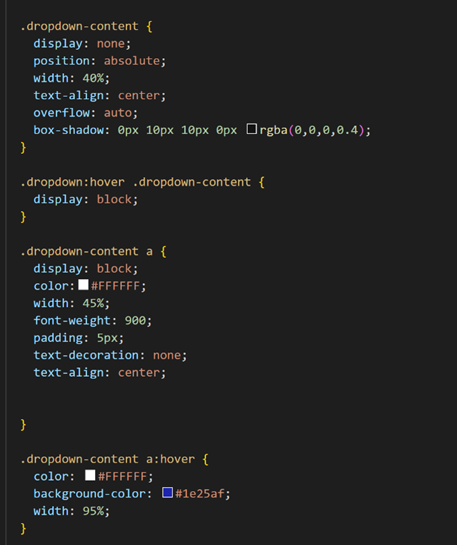 .dropdown-content {
  display: none;
  position: absolute;
  width: 40%;
  text-align: center;
  overflow: auto;
  box-shadow: 0px 10px 10px 0px rgba(0,0,0,0.4);
}

.dropdown:hover .dropdown-content {
  display: block;
}

.dropdown-content a {
  display: block;
  color: #FFFFFF;
  width: 45%;
  font-weight: 900;
  padding: 5px;
  text-decoration: none;
  text-align: center;


}

.dropdown-content a:hover {
  color: #FFFFFF;
  background-color: #1e25af;
  width: 95%;
}